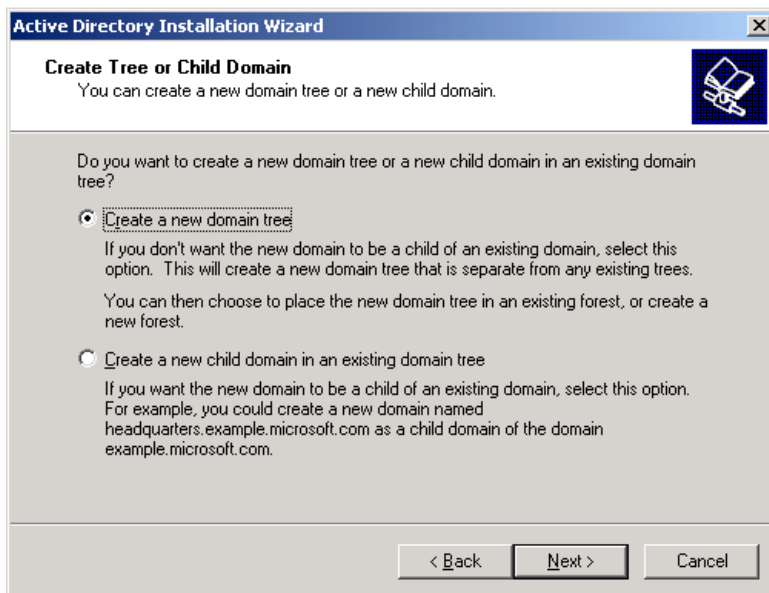 Active Directory Installation Wizard
Create Tree or Child Domain
You can create a new domain tree or a new child domain.
Do you want to create a new domain tree or a new child domain in an existing domain
tree?
Create a new domain tree
If you don't want the new domain to be a child of an existing domain, select this
option. This will create a new domain tree that is separate from any existing trees.
You can then choose to place the new domain tree in an existing forest, or create a
new forest.
Create a new child domain in an existing domain tree
If you want the new domain to be a child of an existing domain, select this option.
For example, you could create a new domain named
headquarters.example.microsoft.com as a child domain of the domain
example.microsoft.com.
< Back Next > Cancel